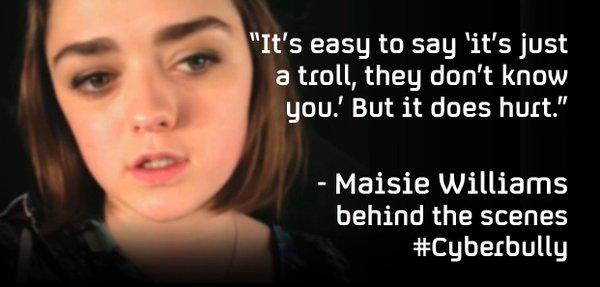 “It’s easy to say ‘it’s just
a troll, they don’t know
you.’ But it does hurt.”
- Maisie Williams
behind the scenes
#Cyberbully